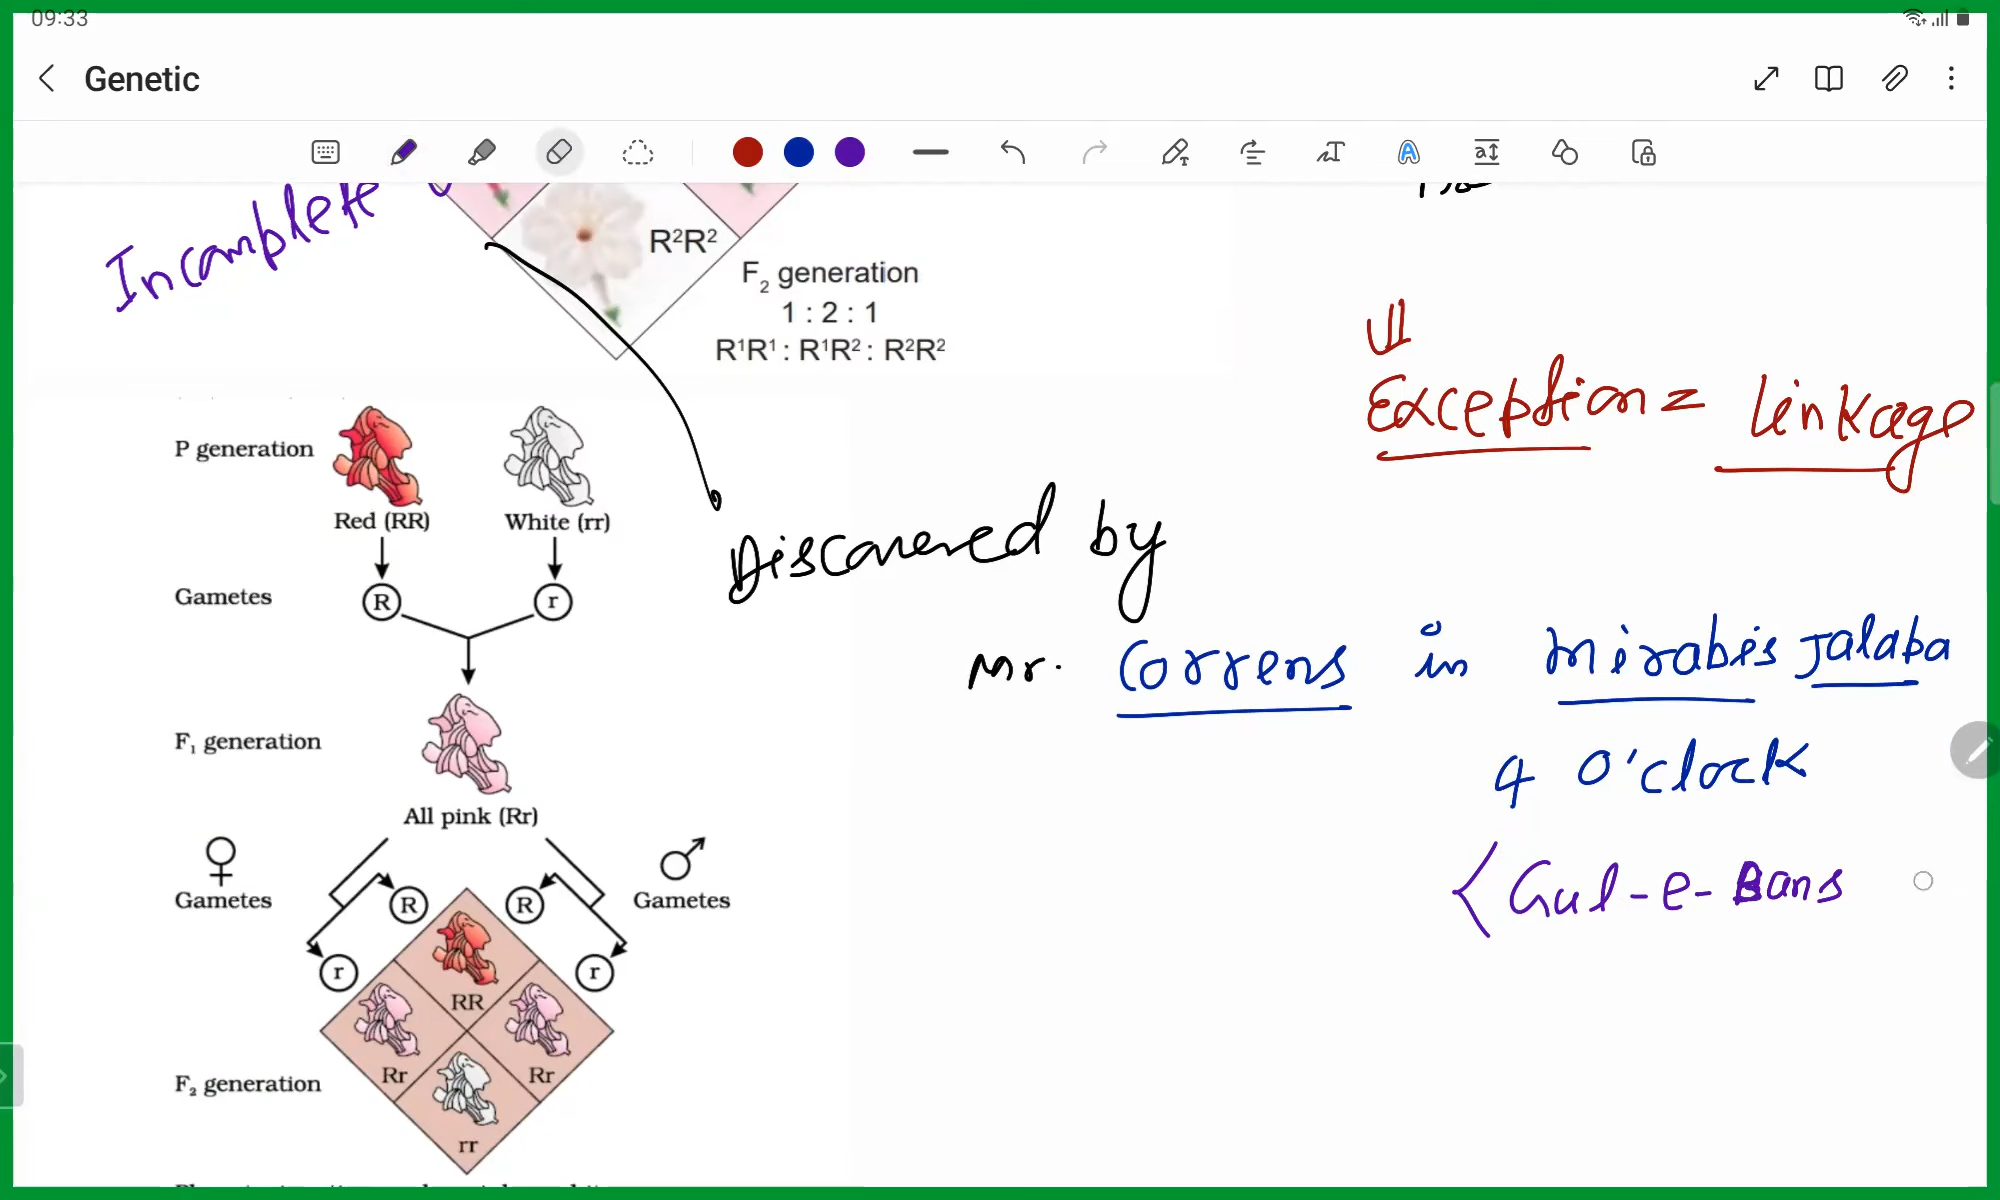 09:33
Genetic
Incomplete
R²R²
F₂ generation
1 : 2 : 1
R¹R¹ : R¹R² : R²R²
Exception = linkage
P generation
Red (RR)
White (rr)
Discovered by
Gametes
R
r
Mr. Correns in mirabis Jalaba
F₁ generation
4 O'clock
All pink (Rr)
Gul-e-Bans
Gametes
R
R
Gametes
r
r
RR
Rr
Rr
F₂ generation
rr